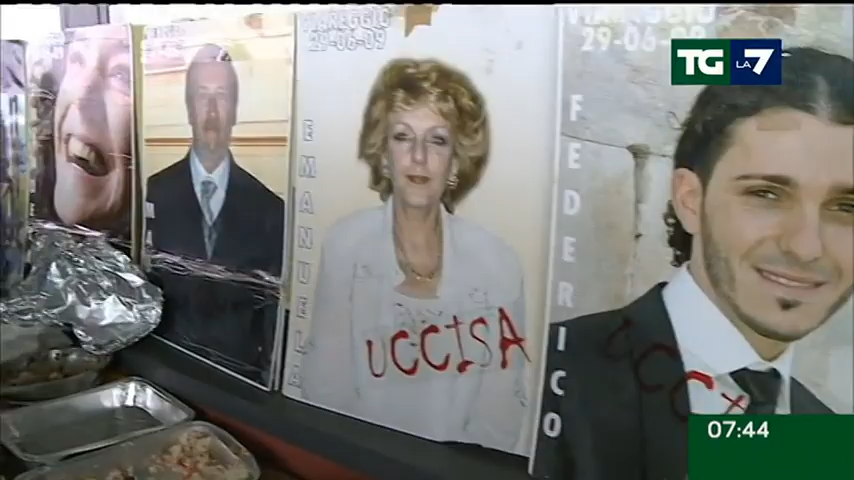 VIAREGGIO
29-06-09
EMANUELA
UCCISA
VIAREGGIO
29-06-09
FEDERICO
TG LA7
07:44